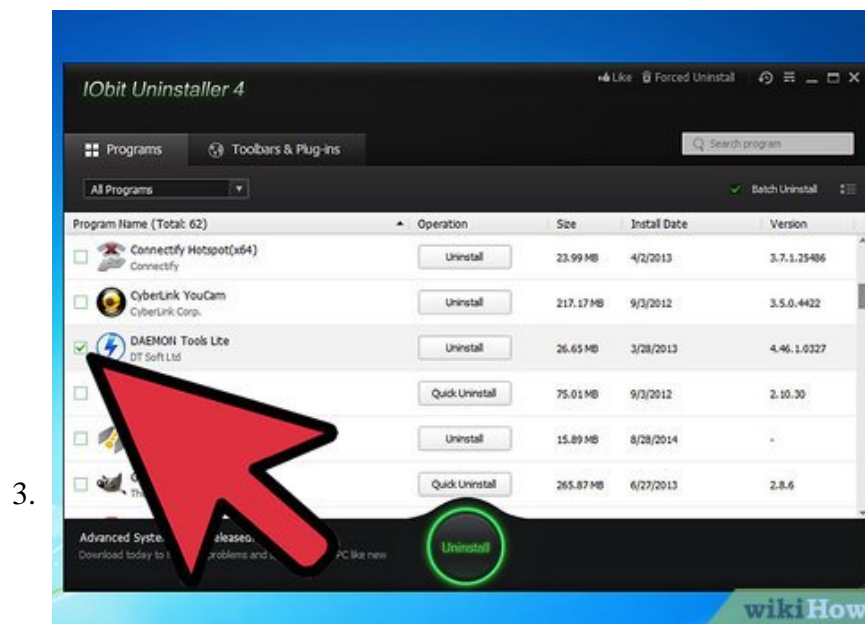 IObit Uninstaller 4
Like Forced Uninstall
Programs Toolbars & Plug-ins
Search program
All Programs Batch Uninstall
Program Name (Total: 62) Operation Size Install Date Version
Connectify Hotspot(x64)
Connectify
Uninstall 23.99 MB 4/2/2013 3.7.1.25486
CyberLink YouCam
CyberLink Corp.
Uninstall 217.17 MB 9/3/2012 3.5.0.4422
DAEMON Tools Lite
DT Soft Ltd
Uninstall 26.65 MB 3/28/2013 4.46.1.0327
Quick Uninstall 75.01 MB 9/3/2012 2.10.30
Uninstall 15.89 MB 8/28/2014 -
3.
Quick Uninstall 265.87 MB 6/27/2013 2.8.6
Advanced
Download today to problems and PC like new
Uninstall
wikiHow